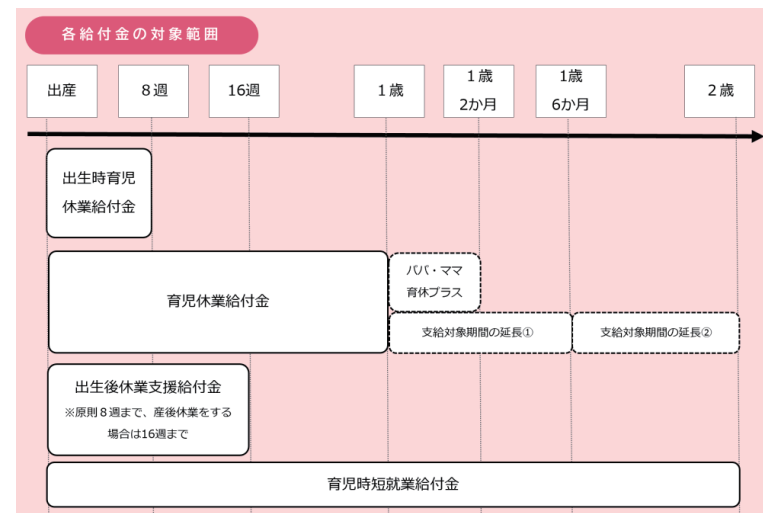 各給付金の対象範囲
出産
8週
16週
1歳
1歳
2か月
1歳
6か月
2歳
出生時育児
休業給付金
育児休業給付金
パパ・ママ
育休プラス
支給対象期間の延長①
支給対象期間の延長②
出生後休業支援給付金
※原則8週まで、産後休業をする
場合は16週まで
育児時短就業給付金